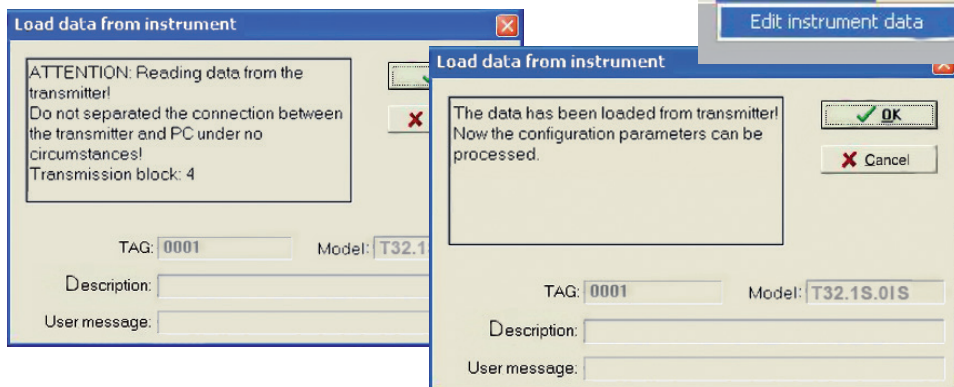 Load data from instrument
ATTENTION: Reading data from the
transmitter!
Do not separated the connection between
the transmitter and PC under no
circumstances!
Transmission block: 4
TAG: 0001
Model: T32.1S
Description:
User message:
Edit instrument data
Load data from instrument
The data has been loaded from transmitter!
Now the configuration parameters can be
processed.
OK
Cancel
TAG: 0001
Model: T32.1S.0IS
Description:
User message: